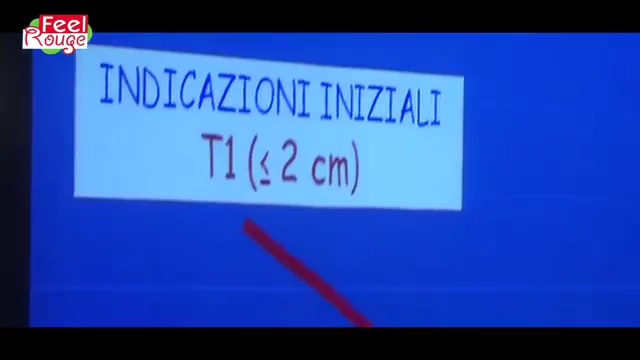 Feel
Rouge
INDICAZIONI INIZIALI
T1 (≤ 2 cm)